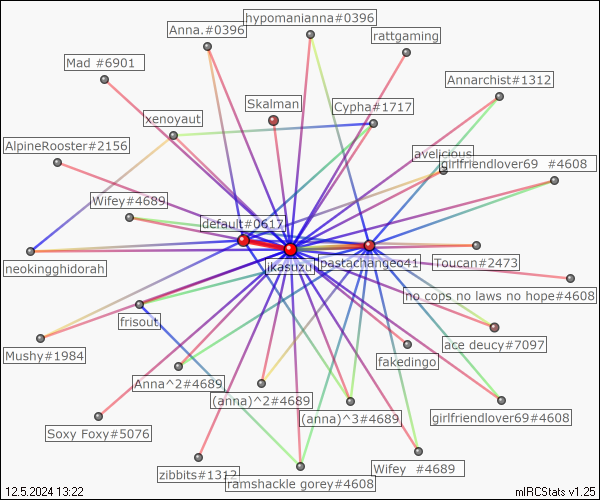 hypomanianna#0396
Anna.#0396
rattgaming
Mad #6901
Annarchist#1312
Skalman
Cypha#1717
xenoyaut
AlpineRooster#2156
avelicious
girlfriendlover69 #4608
Wifey#4689
default#0617
neokingghidorah
ikasuzu
pastachangeo41
Toucan#2473
no cops no laws no hope#4608
frisout
ace deucy#7097
Mushy#1984
fakedingo
Anna^2#4689
(anna)^2#4689
(anna)^3#4689
girlfriendlover69#4608
Soxy Foxy#5076
zibbits#1312
ramshackle gorey#4608
Wifey #4689
12.5.2024 13:22
mIRCStats v1.25